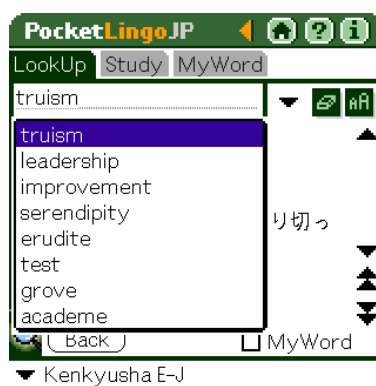 PocketLingoJP
LookUp Study MyWord
truism
aA
truism
leadership
improvement
serendipity
erudite
test
grove
academe
り切っ
Back
MyWord
Kenkyusha E-J